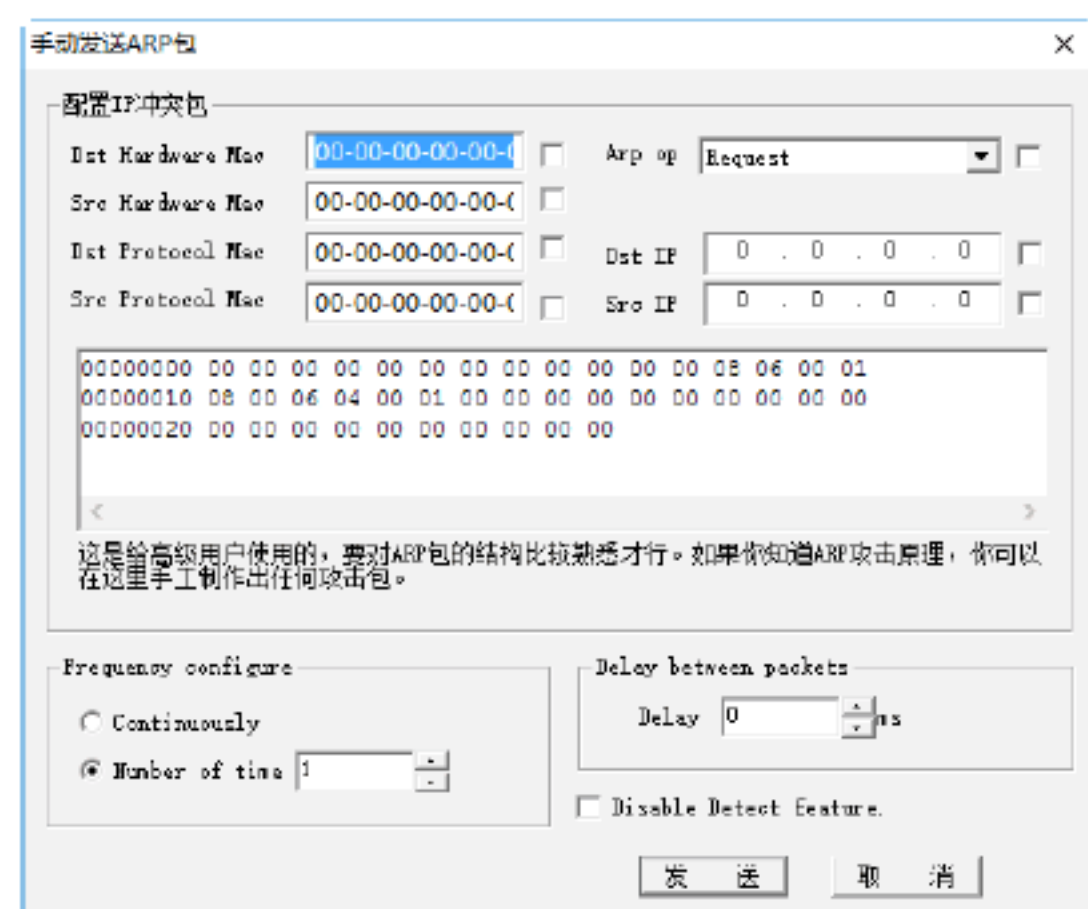 手动发送ARP包
配置IP冲突包
Dst Hardware Mac 00-00-00-00-00-( Arp op Request
Src Hardware Mac 00-00-00-00-00-(
Dst Protocol Mac 00-00-00-00-00-( Dst IP 0 . 0 . 0 . 0
Src Protocol Mac 00-00-00-00-00-( Src IP 0 . 0 . 0 . 0
00000000 00 00 00 00 00 00 00 00 00 00 00 00 08 06 00 01
00000010 08 00 06 04 00 01 00 00 00 00 00 00 00 00 00 00
00000020 00 00 00 00 00 00 00 00 00 00
这是给高级用户使用的，要对ARP包的结构比较熟悉才行。如果你知道ARP攻击原理，你可以
在这里手工制作出任何攻击包。
Frequency configure Delay between packets
Continuously Delay 0 ms
Number of time 1
Disable Detect Feature.
发 送 取 消